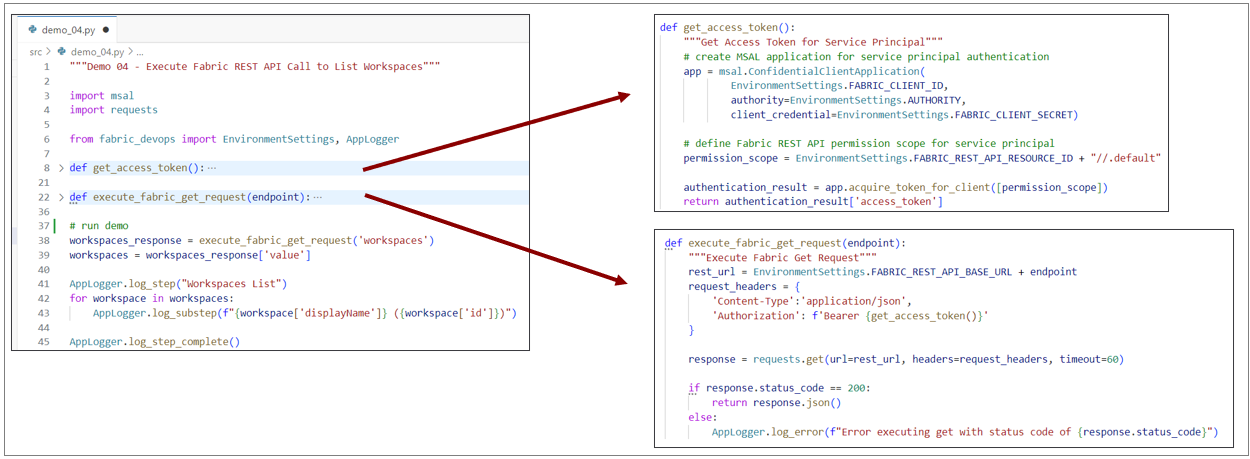 demo_04.py
src > demo_04.py > ...
1 """Demo 04 - Execute Fabric REST API Call to List Workspaces"""
2
3 import msal
4 import requests
5
6 from fabric_devops import EnvironmentSettings, AppLogger
7
8 > def get_access_token(): ...
21
22 > def execute_fabric_get_request(endpoint): ...
36
37 # run demo
38 workspaces_response = execute_fabric_get_request('workspaces')
39 workspaces = workspaces_response['value']
40
41 AppLogger.log_step("Workspaces List")
42 for workspace in workspaces:
43     AppLogger.log_substep(f"{workspace['displayName']} ({workspace['id']})")
44
45 AppLogger.log_step_complete()
def get_access_token():
    """Get Access Token for Service Principal"""
    # create MSAL application for service principal authentication
    app = msal.ConfidentialClientApplication(
            EnvironmentSettings.FABRIC_CLIENT_ID,
            authority=EnvironmentSettings.AUTHORITY,
            client_credential=EnvironmentSettings.FABRIC_CLIENT_SECRET)
    # define Fabric REST API permission scope for service principal
    permission_scope = EnvironmentSettings.FABRIC_REST_API_RESOURCE_ID + "//.default"
    authentication_result = app.acquire_token_for_client([permission_scope])
    return authentication_result['access_token']
def execute_fabric_get_request(endpoint):
    """Execute Fabric Get Request"""
    rest_url = EnvironmentSettings.FABRIC_REST_API_BASE_URL + endpoint
    request_headers = {
        'Content-Type':'application/json',
        'Authorization': f'Bearer {get_access_token()}'
    }
    response = requests.get(url=rest_url, headers=request_headers, timeout=60)
    if response.status_code == 200:
        return response.json()
    else:
        AppLogger.log_error(f"Error executing get with status code of {response.status_code}")